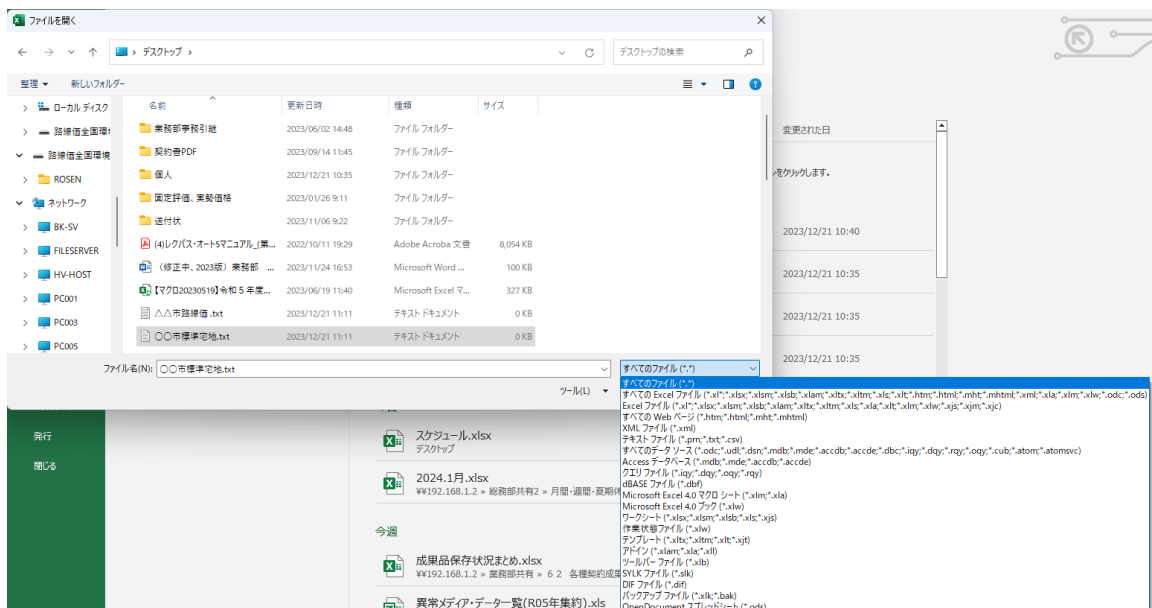 ファイルを開く
デスクトップ
デスクトップの検索
整理
新しいフォルダー
名前 更新日時 種類 サイズ
ローカル ディスク
路線価全国環
路線価全国環境
ROSEN
ネットワーク
BK-SV
FILESERVER
HV-HOST
PC001
PC003
PC005
業務部事務引継 2023/06/02 14:48 ファイル フォルダー
契約書PDF 2023/09/14 11:45 ファイル フォルダー
個人 2023/12/21 10:35 ファイル フォルダー
固定評価、実勢価格 2023/01/26 9:11 ファイル フォルダー
送付状 2023/11/06 9:22 ファイル フォルダー
(4)レクパス・オート5マニュアル_(第... 2022/10/11 19:29 Adobe Acroba 文書 8,054 KB
(修正中、2023版) 業務部 ... 2023/11/24 16:53 Microsoft Word ... 100 KB
【マクロ20230519】令和５年度... 2023/06/19 11:40 Microsoft Excel マ... 327 KB
△△市路線価 .txt 2023/12/21 11:11 テキスト ドキュメント 0 KB
〇〇市標準宅地.txt 2023/12/21 11:11 テキスト ドキュメント 0 KB
ファイル名(N): 〇〇市標準宅地.txt
すべてのファイル (*.*)
ツール(L)
すべてのファイル (*.*)
すべての Excel ファイル (*.xl*;*.xlsx;*.xlsm;*.xlsb;*.xlam;*.xltx;*.xltm;*.xls;*.xlt;*.htm;*.html;*.mht;*.mhtml;*.xml;*.xla;*.xlm;*.xlw;*.odc;*.ods)
Excel ファイル (*.xl*;*.xlsx;*.xlsm;*.xlsb;*.xlam;*.xltx;*.xltm;*.xls;*.xla;*.xlt;*.xlm;*.xlw;*.xjs;*.xjm;*.xjc)
すべての Web ページ (*.htm;*.html;*.mht;*.mhtml)
XML ファイル (*.xml)
テキスト ファイル (*.prn;*.txt;*.csv)
すべてのデータ ソース (*.odc;*.udl;*.dsn;*.mdb;*.mde;*.accdb;*.accde;*.dbc;*.iqy;*.dqy;*.rqy;*.oqy;*.cub;*.atom;*.atomsvc)
Access データベース (*.mdb;*.mde;*.accdb;*.accde)
クエリ ファイル (*.iqy;*.dqy;*.oqy;*.rqy)
dBASE ファイル (*.dbf)
Microsoft Excel 4.0 マクロ シート (*.xlm;*.xla)
Microsoft Excel 4.0 ブック (*.xlw)
ワークシート (*.xlsx;*.xlsm;*.xlsb;*.xls;*.xjs)
作業状態ファイル (*.xlw)
テンプレート (*.xltx;*.xltm;*.xlt;*.xjt)
アドイン (*.xlam;*.xla;*.xll)
ツールバー ファイル (*.xlb)
SYLK ファイル (*.slk)
DIF ファイル (*.dif)
バックアップ ファイル (*.xlk;*.bak)
OpenDocument スプレッドシート (*.ods)
変更された日
をクリックします。
2023/12/21 10:40
2023/12/21 10:35
2023/12/21 10:35
2023/12/21 10:35
発行
閉じる
スケジュール.xlsx
デスクトップ
2024.1月.xlsx
¥¥192.168.1.2 » 総務部共有2 » 月間・週間・夏期
今週
成果品保存状況まとめ.xlsx
¥¥192.168.1.2 » 業務部共有 » ６２ 各種契約成
異常メディア・データ一覧(R05年集約).xls